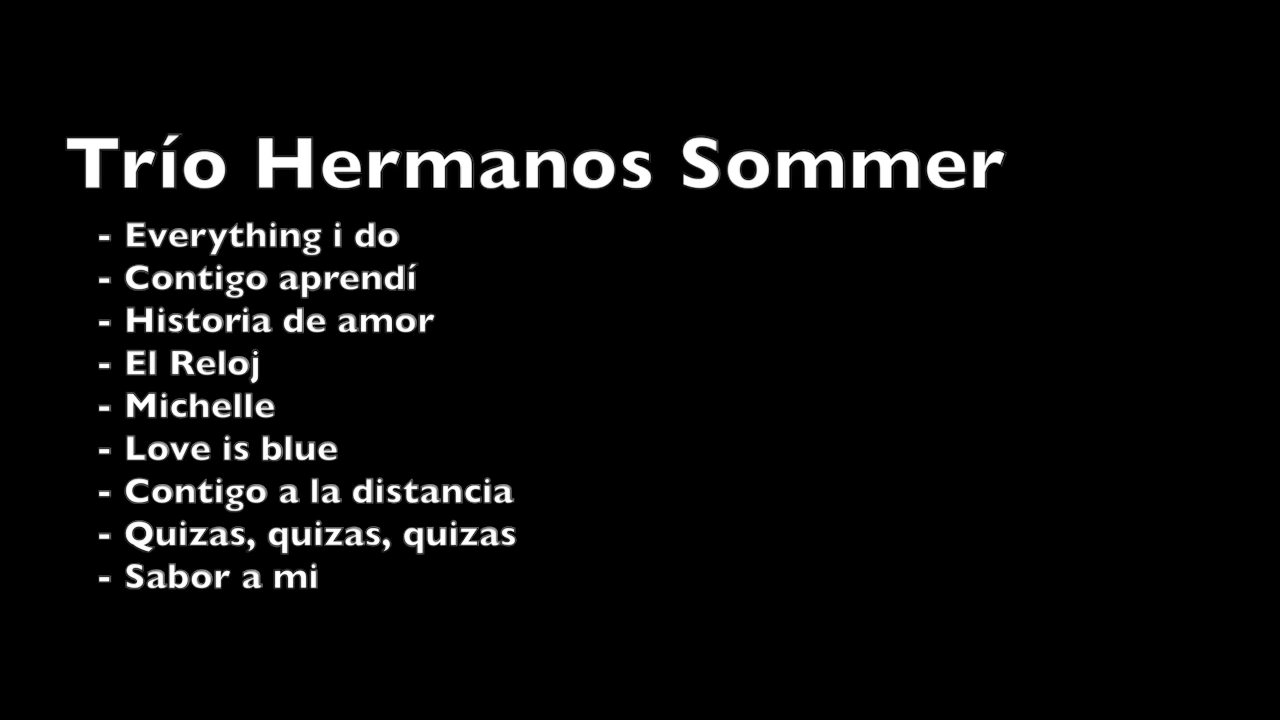 Trío Hermanos Sommer
- Everything i do
- Contigo aprendí
- Historia de amor
- El Reloj
- Michelle
- Love is blue
- Contigo a la distancia
- Quizas, quizas, quizas
- Sabor a mi